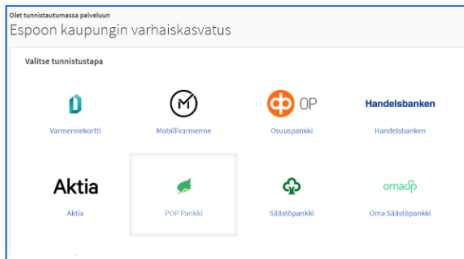 Olet tunnistautumassa palveluun
Espoon kaupungin varhaiskasvatus
Valitse tunnistustapa
OP
Handelsbanken
Varmennekortti
Mobiilivarmenne
Osuuspankki
Handelsbanken
Aktia
omasp
Aktia
POP Pankki
Säästöpankki
Oma Säästöpankki